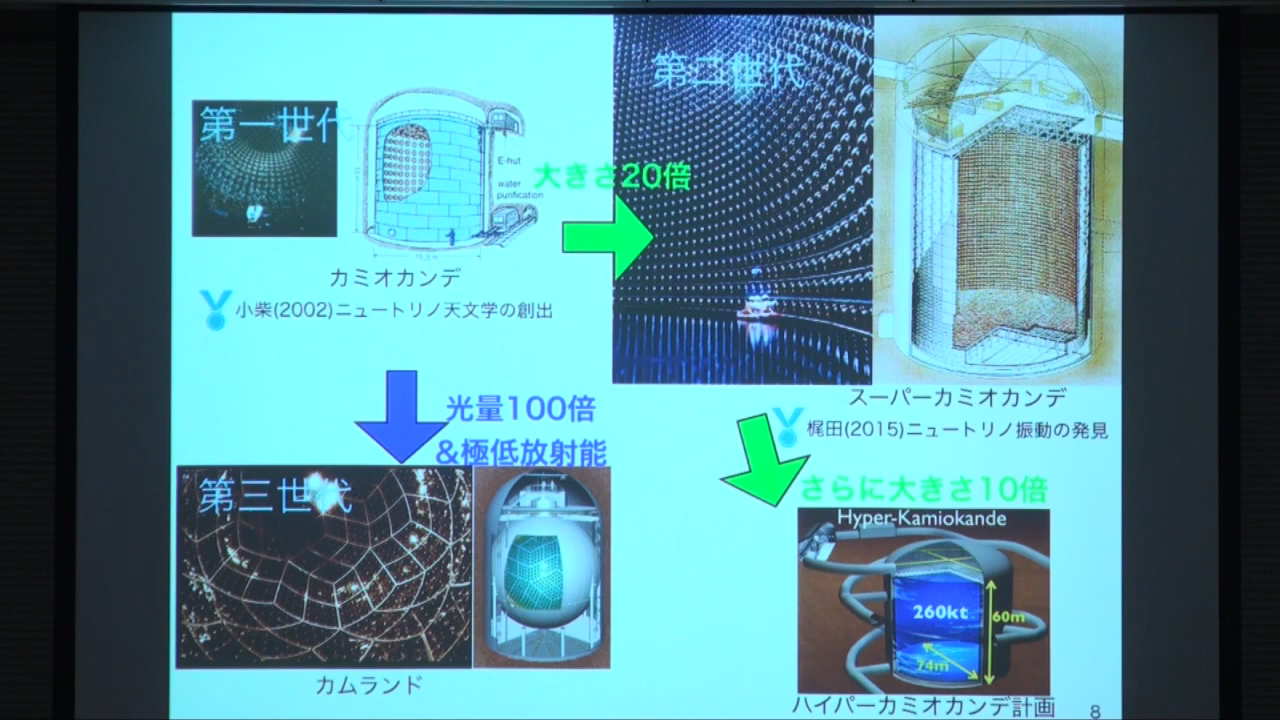 第一世代
E-hut
water
purification
カミオカンデ
小柴(2002)ニュートリノ天文学の創出
大きさ20倍
第二世代
スーパーカミオカンデ
梶田(2015)ニュートリノ振動の発見
光量100倍
&極低放射能
第三世代
カムランド
さらに大きさ10倍
Hyper-Kamiokande
260kt
60m
74m
ハイパーカミオカンデ計画
8